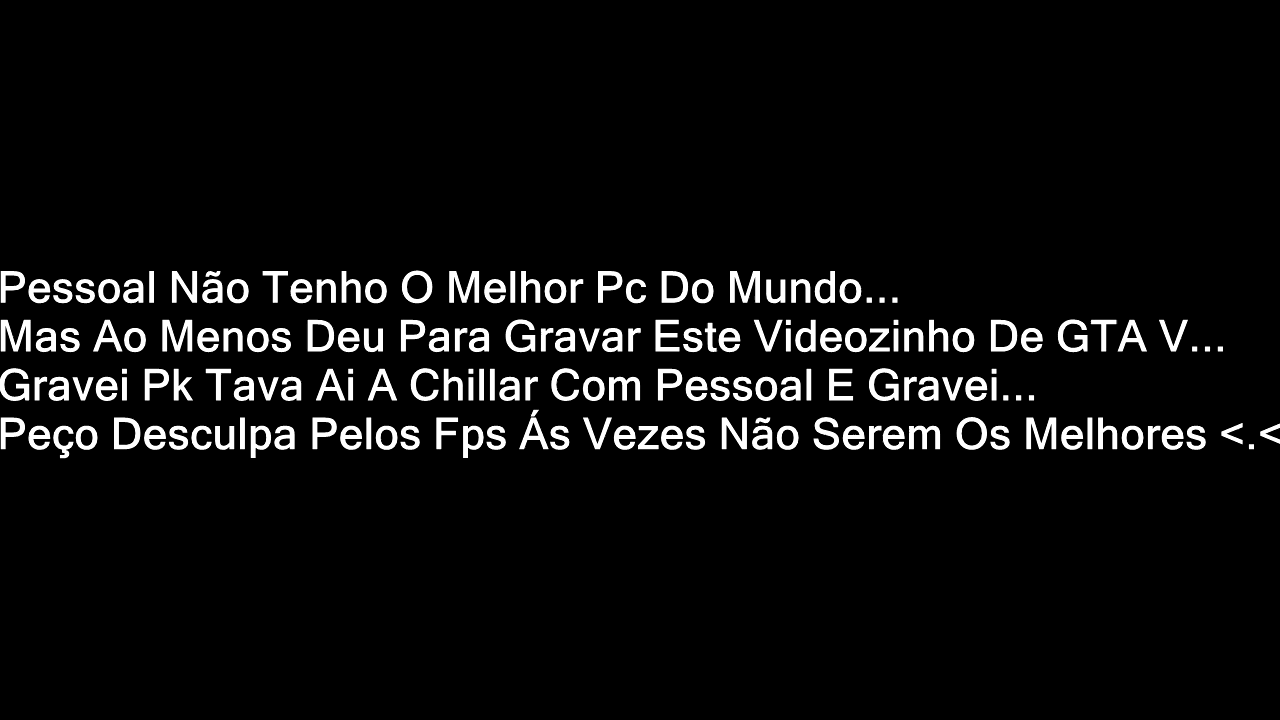 Pessoal Não Tenho O Melhor Pc Do Mundo...
Mas Ao Menos Deu Para Gravar Este Videozinho De GTA V...
Gravei Pk Tava Ai A Chillar Com Pessoal E Gravei...
Peço Desculpa Pelos Fps Ás Vezes Não Serem Os Melhores <.<